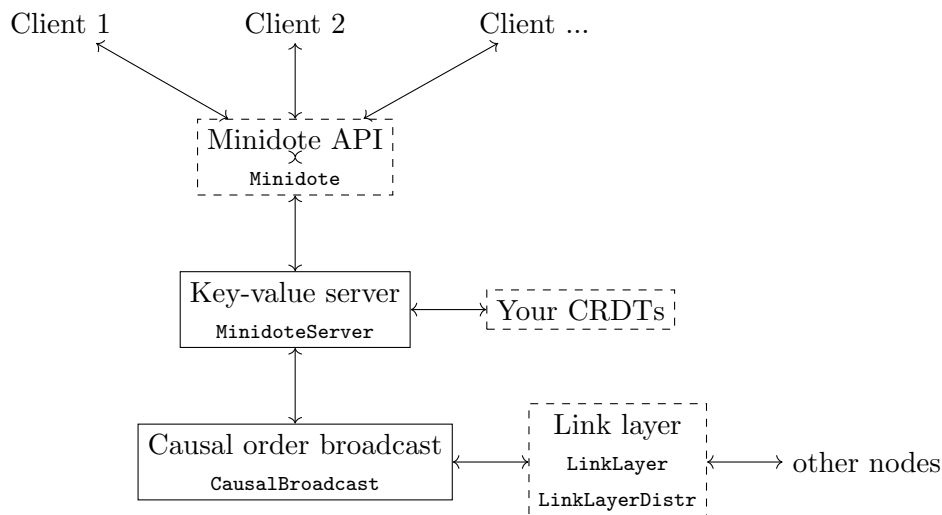 Client 1
Client 2
Client ...
Minidote API
Minidote
Key-value server
MinidoteServer
Your CRDTs
Causal order broadcast
CausalBroadcast
Link layer
LinkLayer
LinkLayerDistr
other nodes